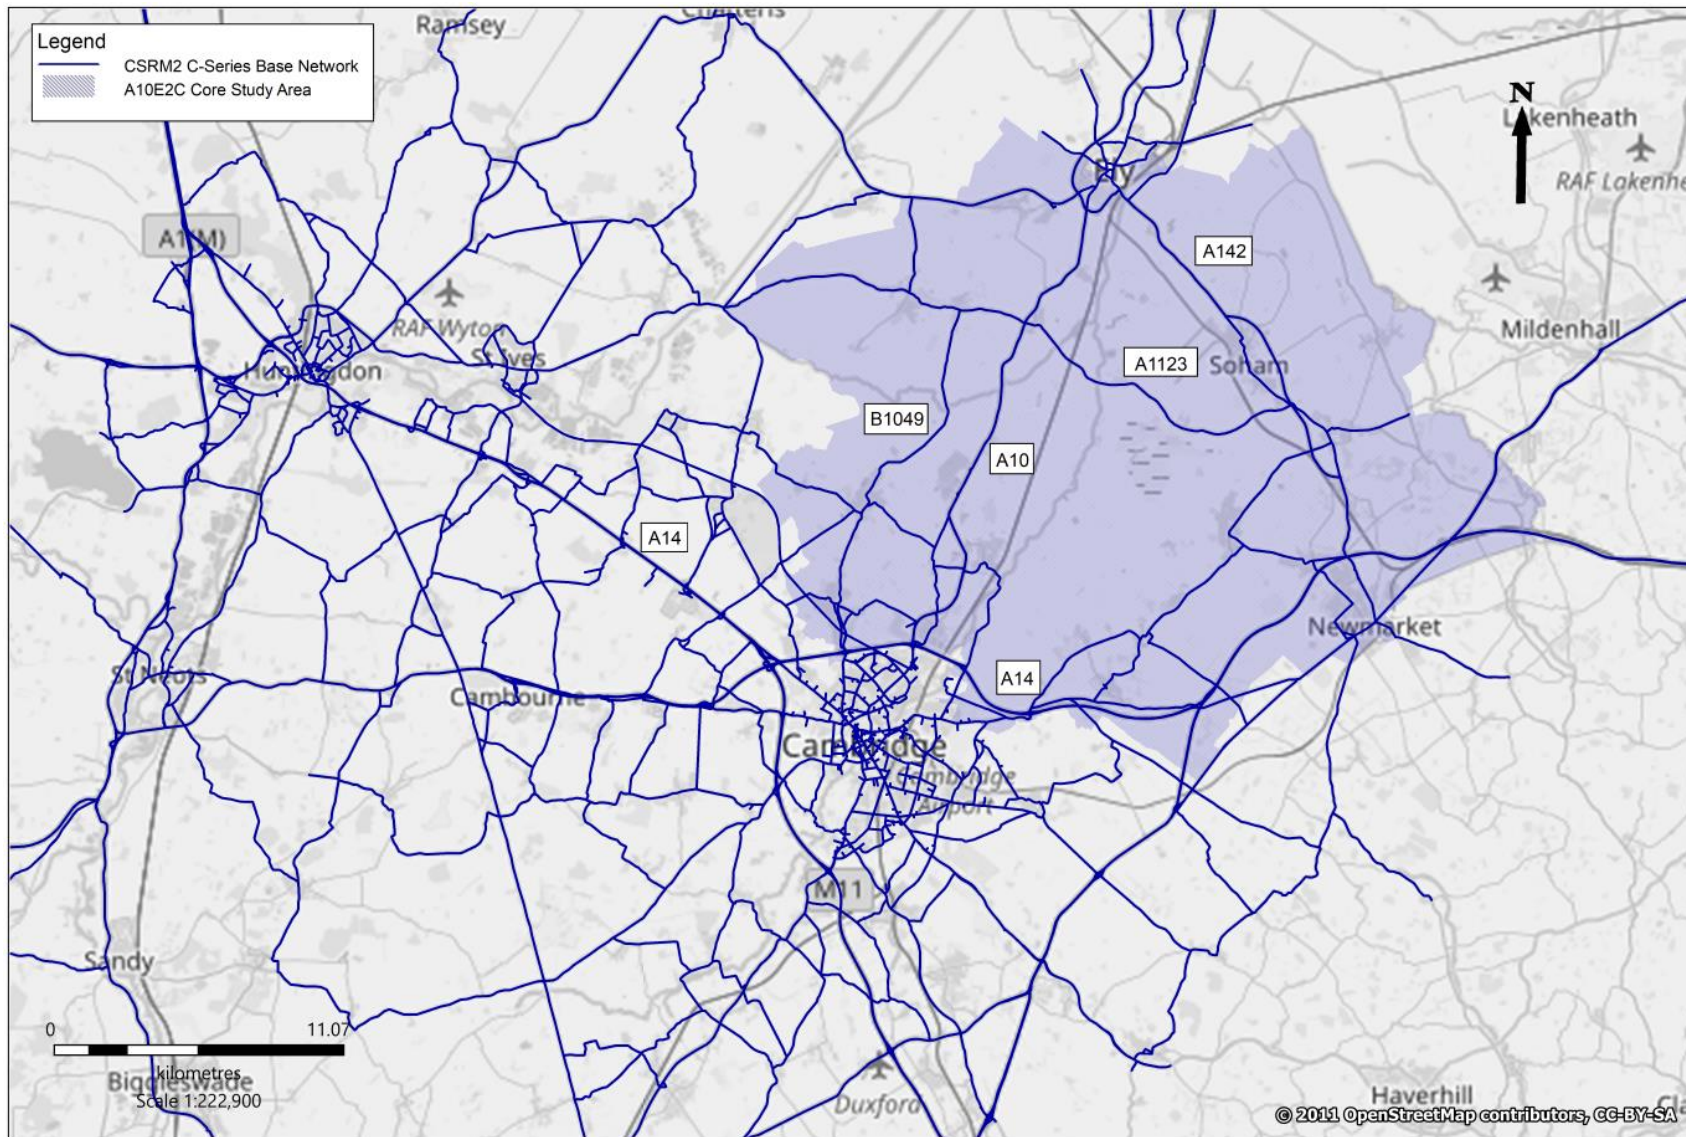 Ramsey
Legend
CSRM2 C-Series Base Network
A10E2C Core Study Area
N
Lakenheath
RAF Lakenhe
Ely
A1(M)
A142
RAF Wyton
Mildenhall
St Ives
A1123
Soham
Huntingdon
B1049
A10
A14
Newmarket
St Neots
A14
Cambourne
Cambridge
Cambridge
Airport
M11
Sandy
0 11.07
kilometres
Biggleswade
Scale 1:222,900
Duxford
Haverhill
© 2011 OpenStreetMap contributors, CC-BY-SA